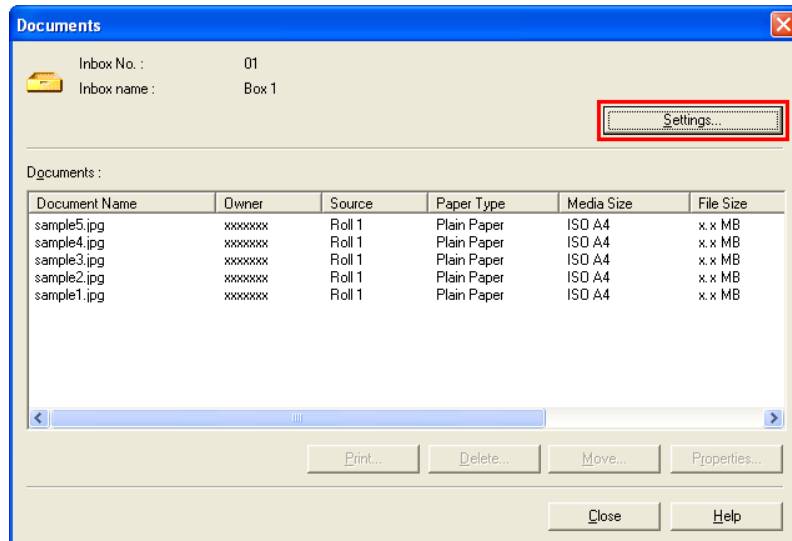 Documents
Inbox No. : 01
Inbox name : Box 1
Settings...
Documents :
Document Name Owner Source Paper Type Media Size File Size
sample5.jpg xxxxxxx Roll 1 Plain Paper ISO A4 x.x MB
sample4.jpg xxxxxxx Roll 1 Plain Paper ISO A4 x.x MB
sample3.jpg xxxxxxx Roll 1 Plain Paper ISO A4 x.x MB
sample2.jpg xxxxxxx Roll 1 Plain Paper ISO A4 x.x MB
sample1.jpg xxxxxxx Roll 1 Plain Paper ISO A4 x.x MB
Print... Delete... Move... Properties...
Close Help